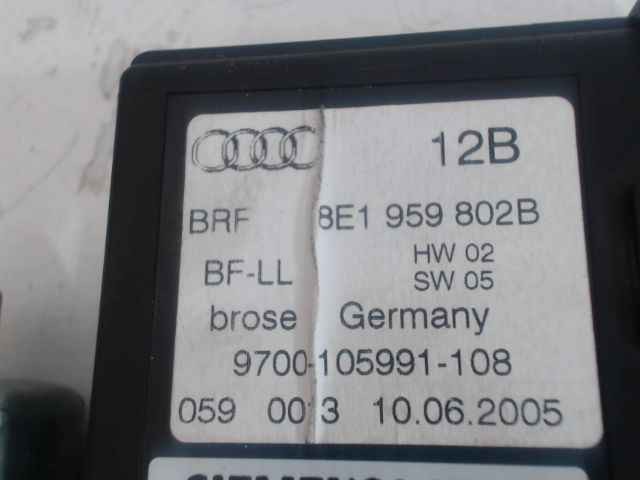 12B
BRF 8E1 959 802B
BF-LL HW 02
SW 05
brose Germany
9700-105991-108
059 0013 10.06.2005